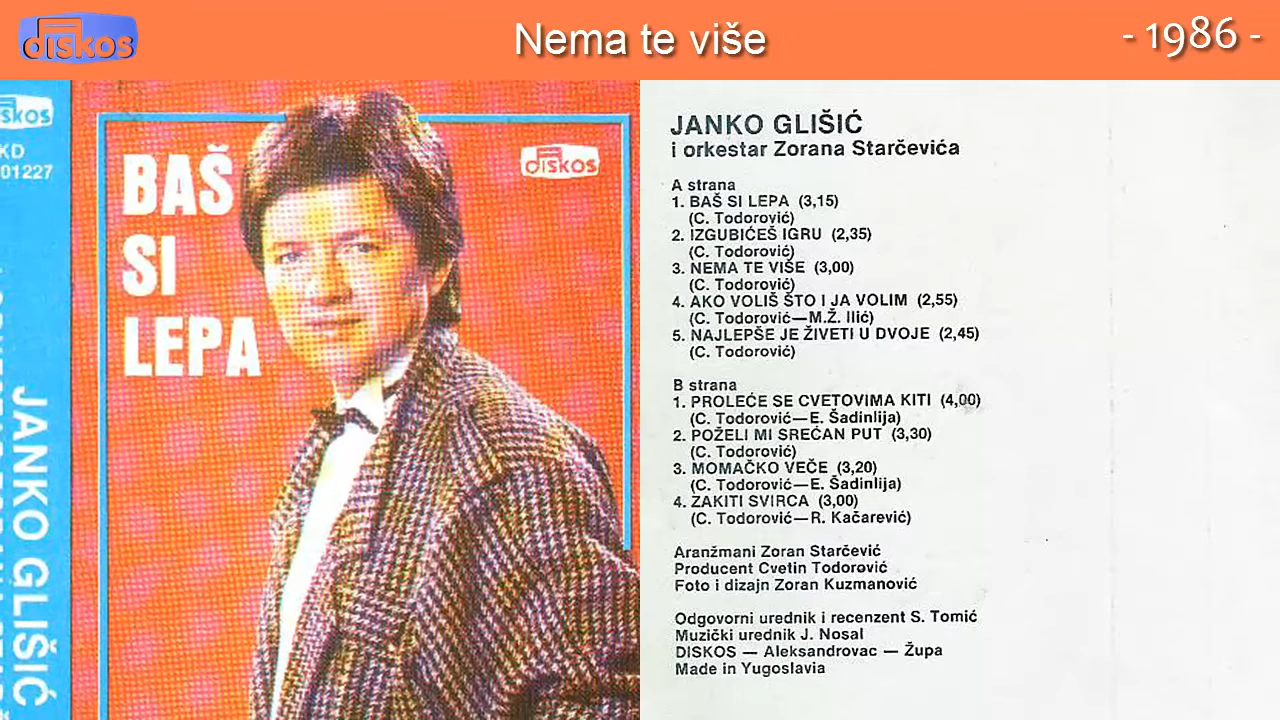 diskos
Nema te više
- 1986 -
diskos
KD
01227
JANKO GLIŠIĆ
BAŠ
SI
LEPA
diskos
JANKO GLIŠIĆ
i orkestar Zorana Starčevića
A strana
1. BAŠ SI LEPA (3,15)
(C. Todorović)
2. IZGUBIĆEŠ IGRU (2,35)
(C. Todorović)
3. NEMA TE VIŠE (3,00)
(C. Todorović)
4. AKO VOLIŠ ŠTO I JA VOLIM (2,55)
(C. Todorović—M.Ž. Ilić)
5. NAJLEPŠE JE ŽIVETI U DVOJE (2,45)
(C. Todorović)
B strana
1. PROLEĆE SE CVETOVIMA KITI (4,00)
(C. Todorović—E. Šadinlija)
2. POŽELI MI SREĆAN PUT (3,30)
(C. Todorović)
3. MOMAČKO VEČE (3,20)
(C. Todorović—E. Šadinlija)
4. ZAKITI SVIRCA (3,00)
(C. Todorović—R. Kačarević)
Aranžmani Zoran Starčević
Producent Cvetin Todorović
Foto i dizajn Zoran Kuzmanović
Odgovorni urednik i recenzent S. Tomić
Muzički urednik J. Nosal
DISKOS — Aleksandrovac — Župa
Made in Yugoslavia